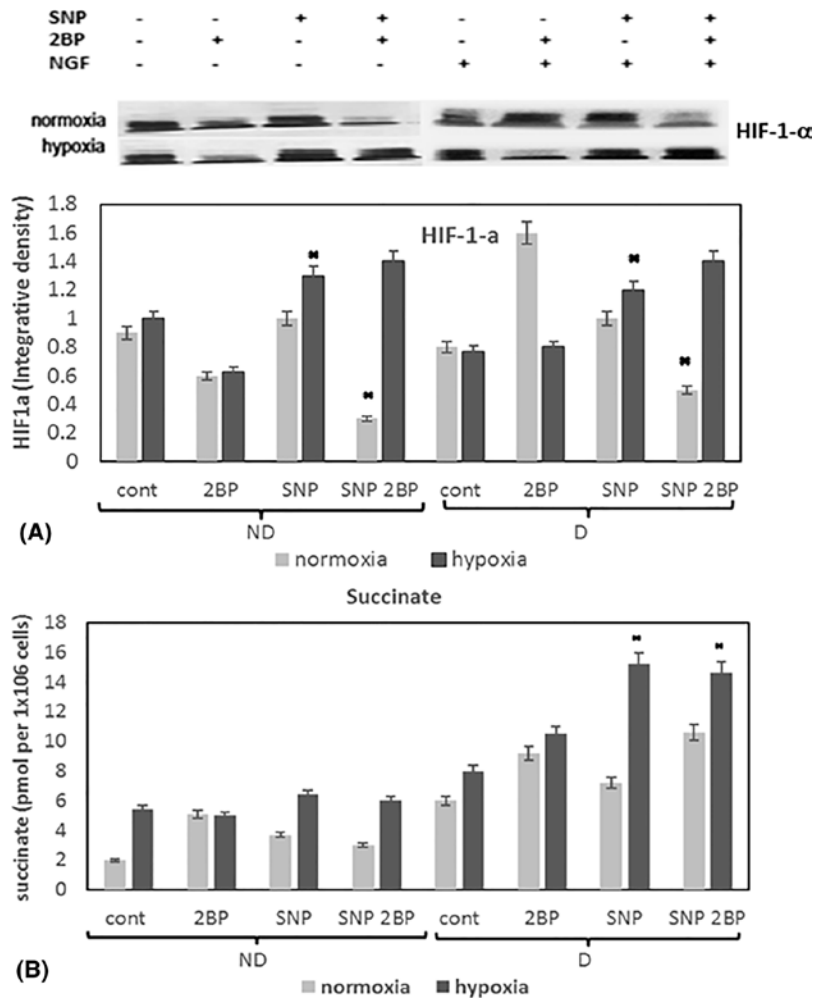 SNP - - + + - - + +
2BP - + - + - + - +
NGF - - - - + + + +
normoxia
hypoxia
HIF-1-α
HIF-1-a
HIF1a (Integrative density)
1.8
1.6
1.4
1.2
1
0.8
0.6
0.4
0.2
0
cont 2BP SNP SNP 2BP cont 2BP SNP SNP 2BP
ND D
(A)
normoxia hypoxia
Succinate
succinate (pmol per 1x106 cells)
18
16
14
12
10
8
6
4
2
0
cont 2BP SNP SNP 2BP cont 2BP SNP SNP 2BP
ND D
(B)
normoxia hypoxia